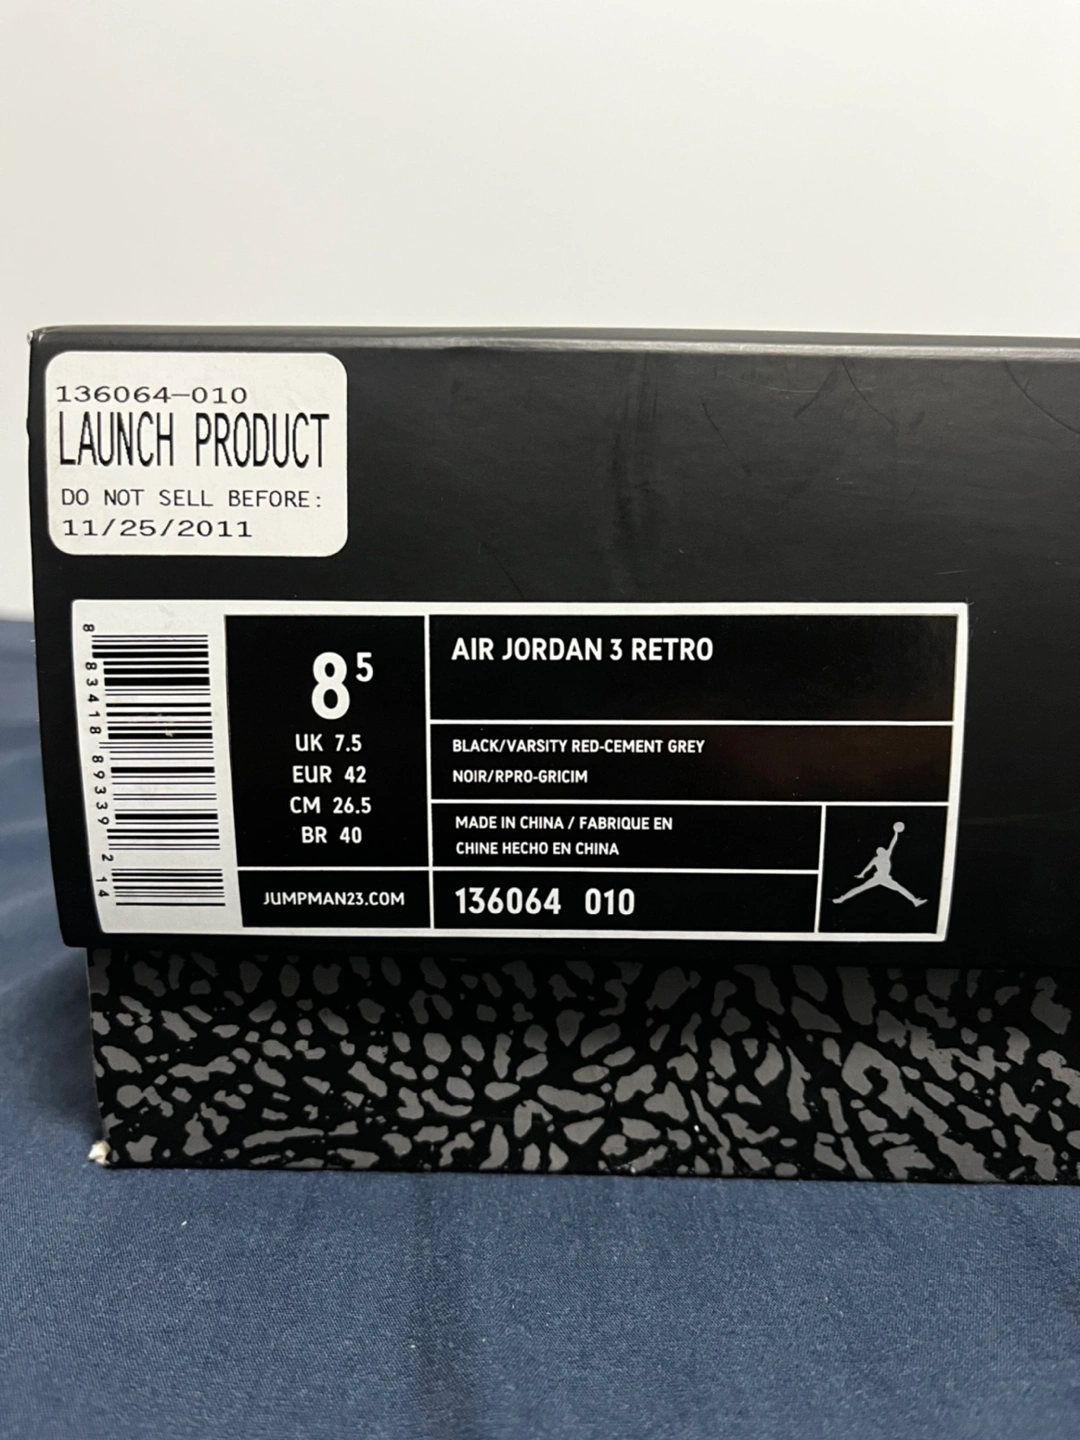 136064-010
LAUNCH PRODUCT
DO NOT SELL BEFORE:
11/25/2011
8 83418 89339 2 14
8⁵
UK 7.5
EUR 42
CM 26.5
BR 40
JUMPMAN23.COM
AIR JORDAN 3 RETRO
BLACK/VARSITY RED-CEMENT GREY
NOIR/RPRO-GRICIM
MADE IN CHINA / FABRIQUE EN
CHINE HECHO EN CHINA
136064 010